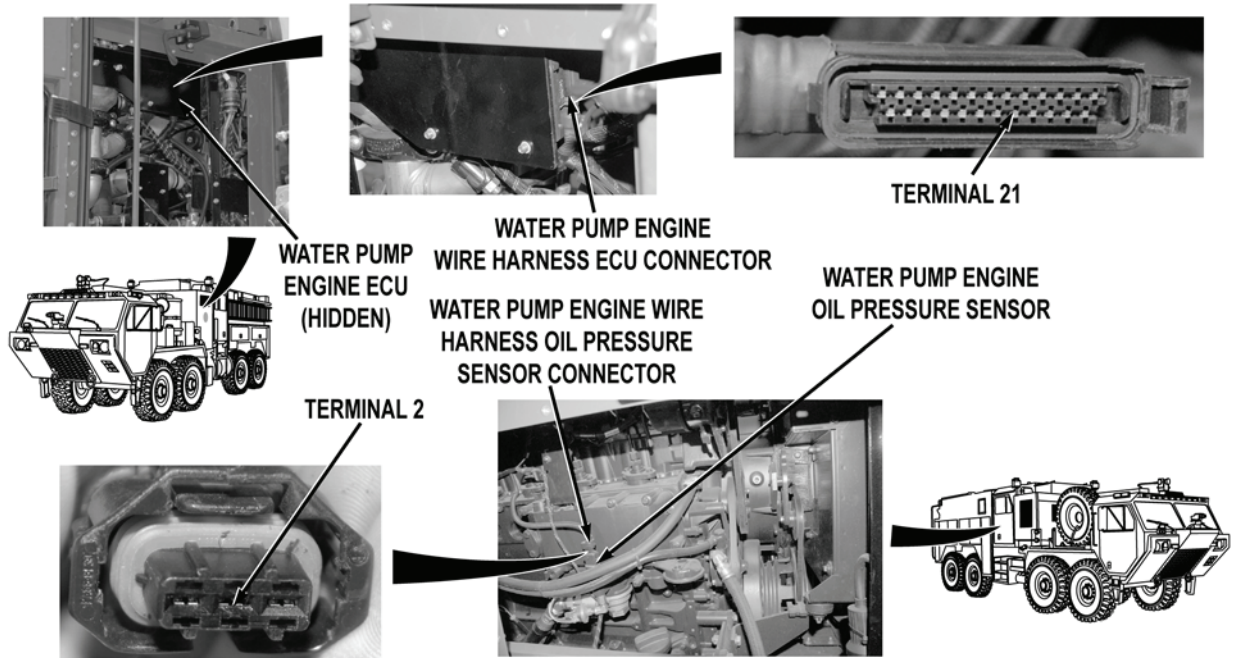 TERMINAL 21
WATER PUMP ENGINE
WIRE HARNESS ECU CONNECTOR
WATER PUMP
ENGINE ECU
(HIDDEN)
WATER PUMP ENGINE
OIL PRESSURE SENSOR
WATER PUMP ENGINE WIRE
HARNESS OIL PRESSURE
SENSOR CONNECTOR
TERMINAL 2